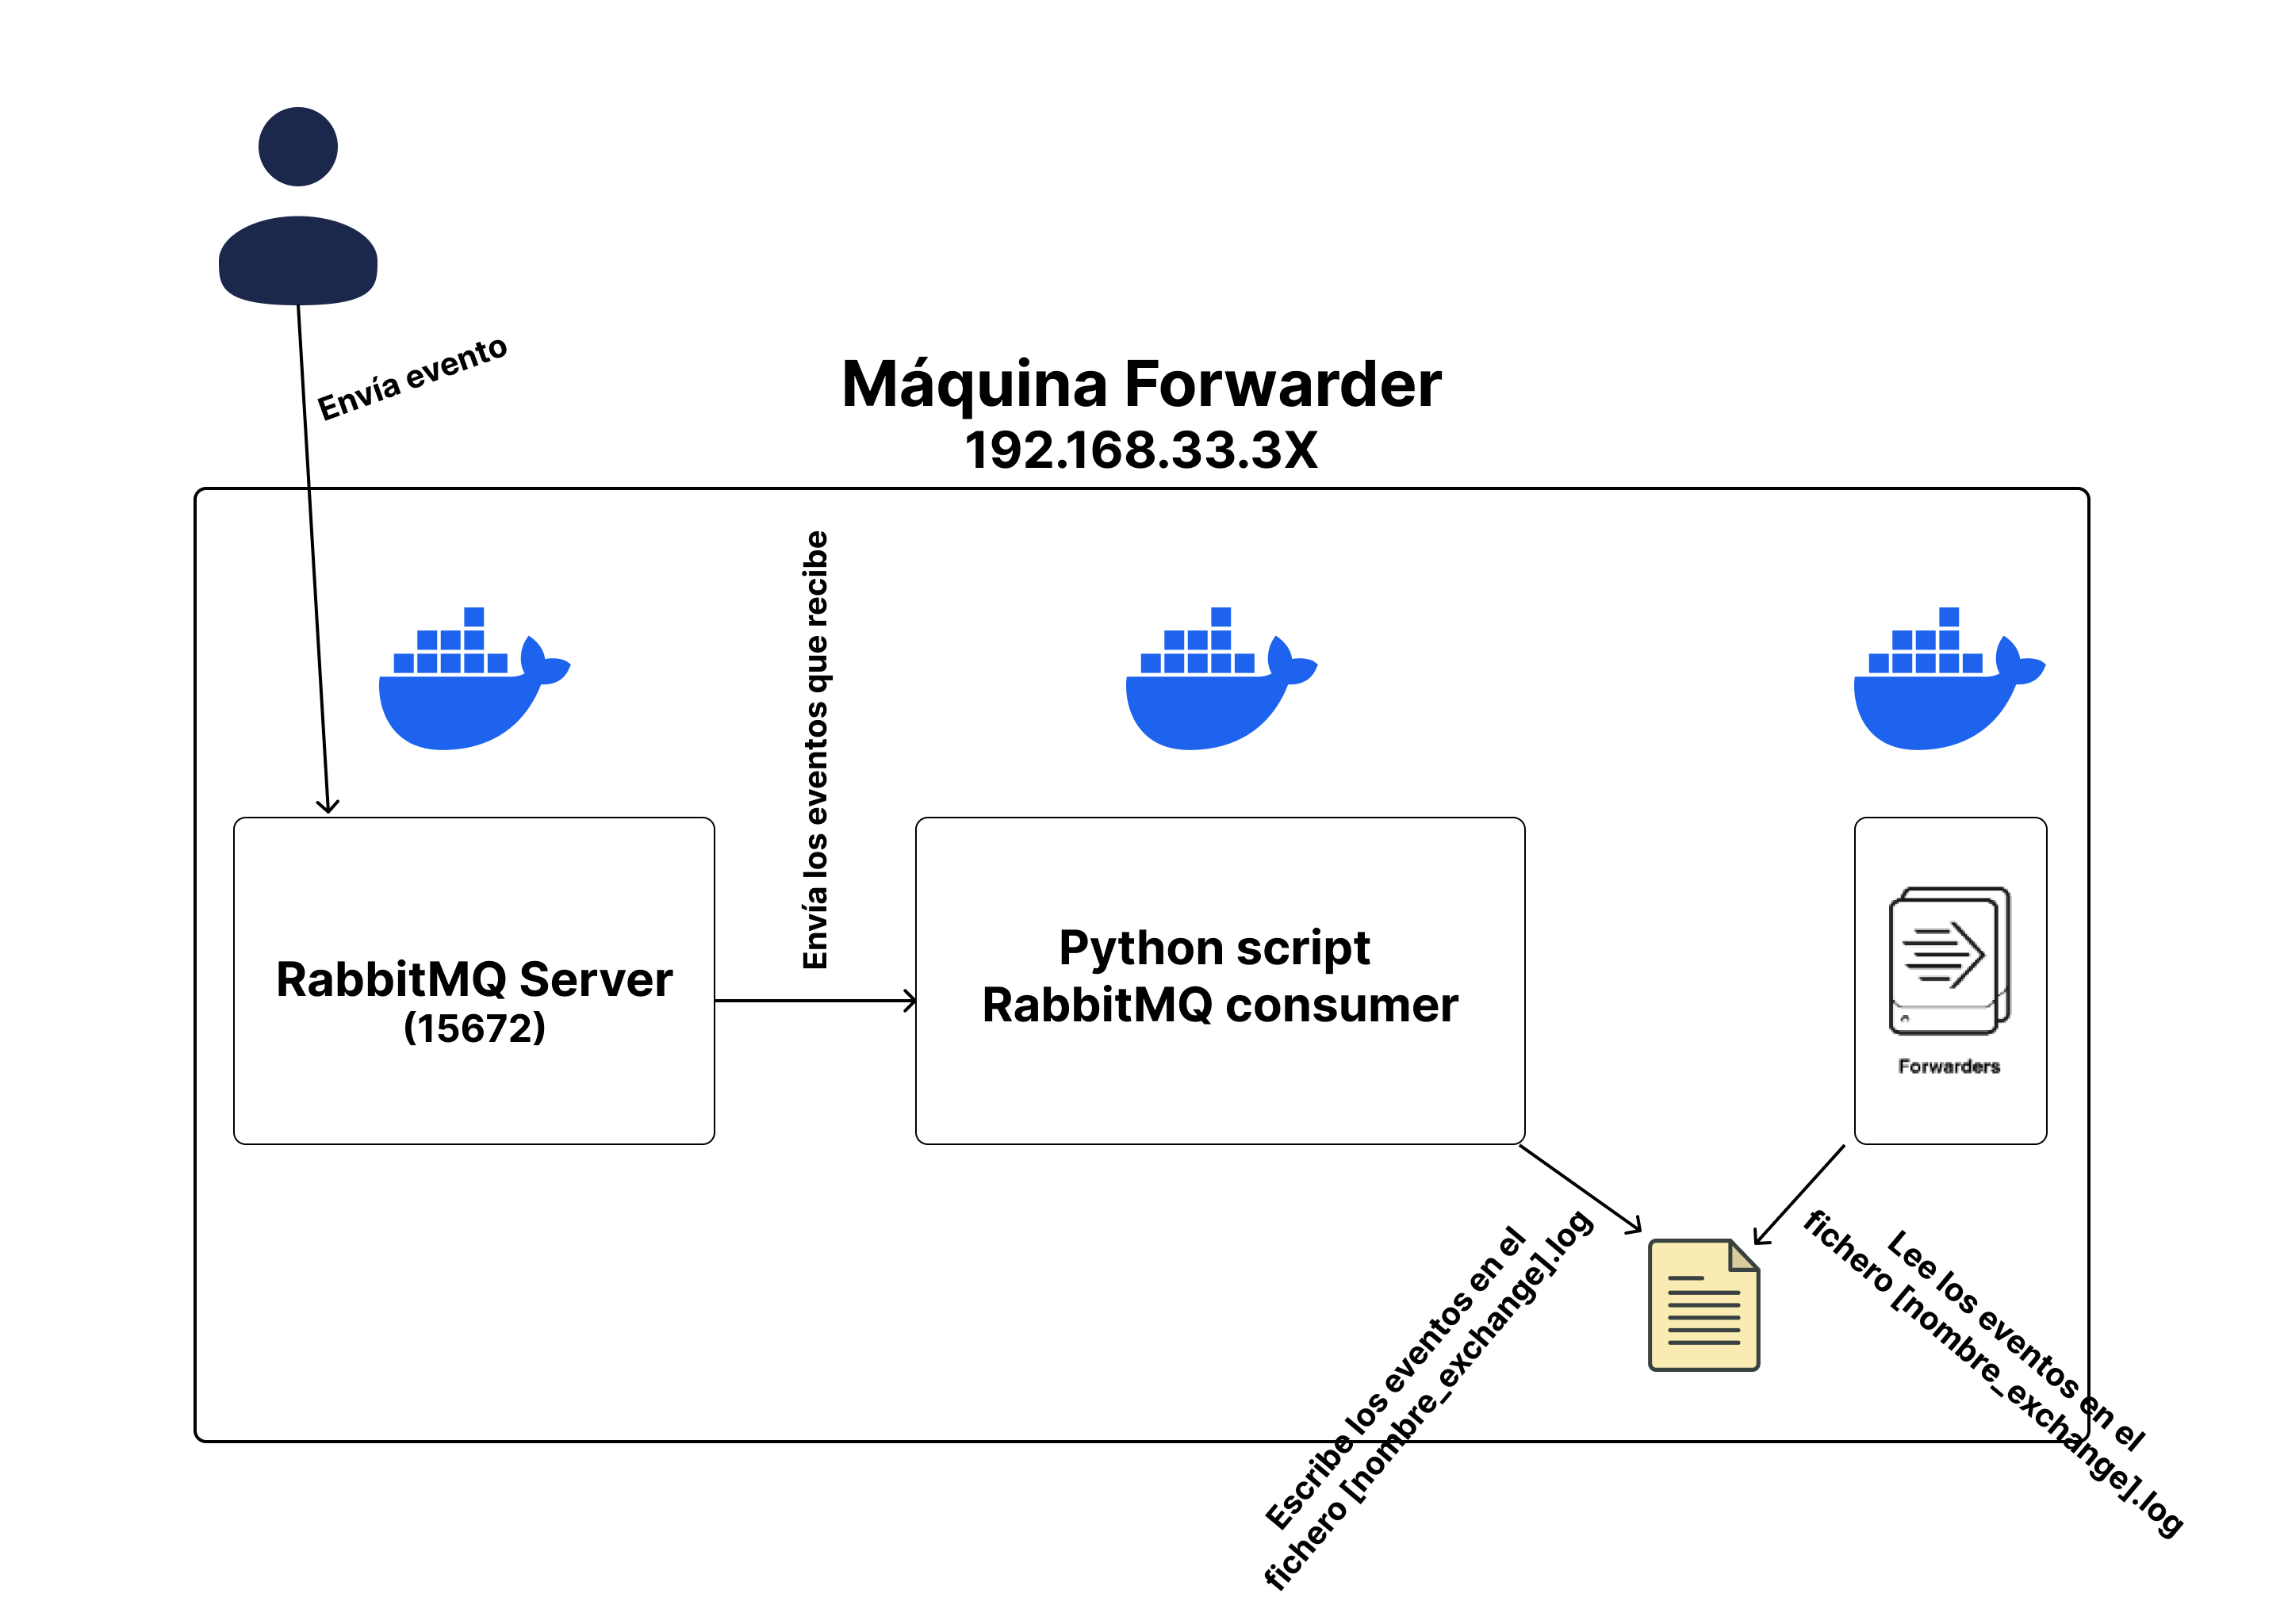 Envía evento
Máquina Forwarder
192.168.33.3X
Envía los eventos que recibe
RabbitMQ Server
(15672)
Python script
RabbitMQ consumer
Forwarders
Escribe los eventos en el
fichero [nombre_exchange].log
Lee los eventos en el
fichero [nombre_exchange].log